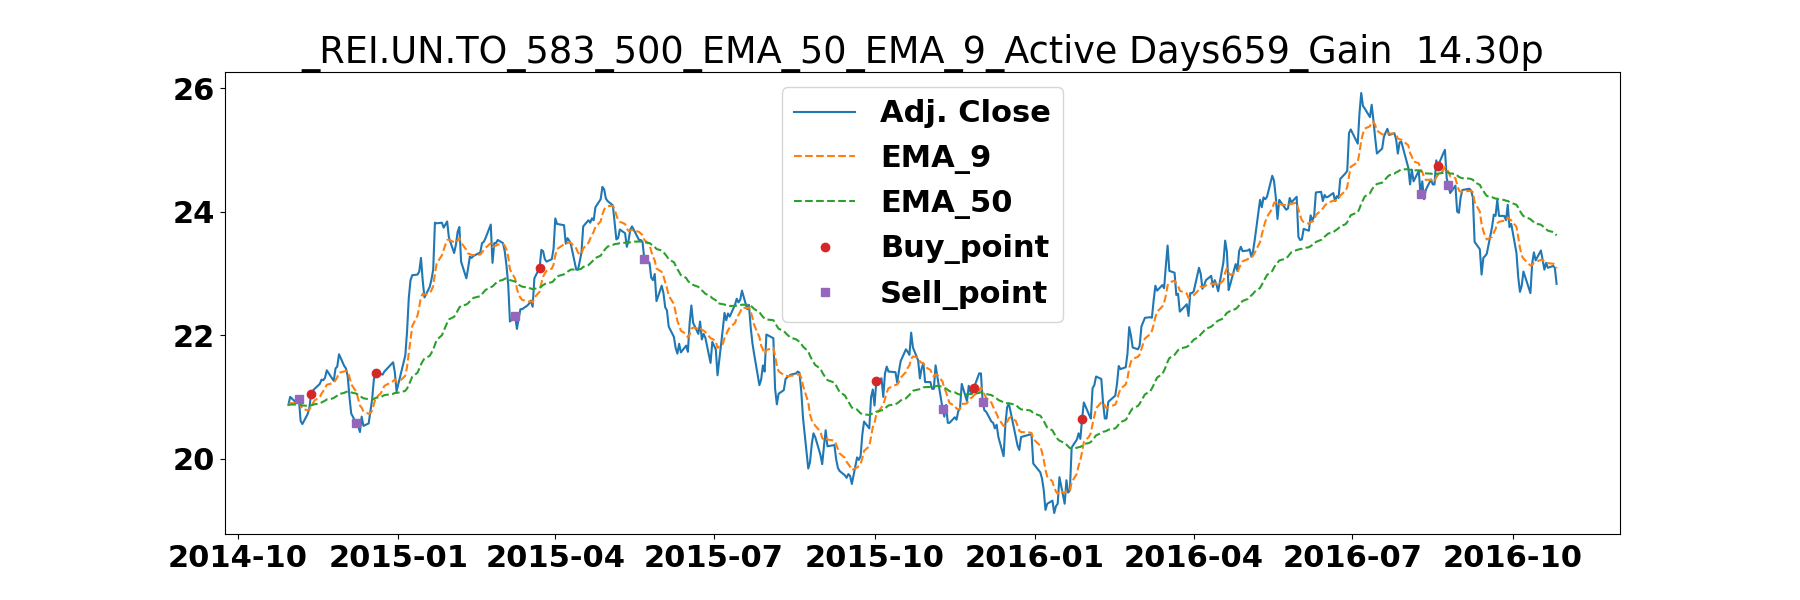 _REI.UN.TO_583_500_EMA_50_EMA_9_Active Days659_Gain  14.30p
26
24
22
20
Adj. Close
EMA_9
EMA_50
Buy_point
Sell_point
2014-10 2015-01 2015-04 2015-07 2015-10 2016-01 2016-04 2016-07 2016-10